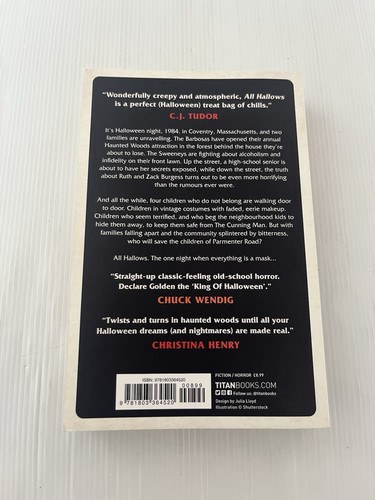 “Wonderfully creepy and atmospheric, All Hallows
is a perfect (Halloween) treat bag of chills.”
C.J. TUDOR
It's Halloween night, 1984, in Coventry, Massachusetts, and two
families are unravelling. The Barbosas have opened their annual
Haunted Woods attraction in the forest behind the house they're
about to lose. The Sweeneys are fighting about alcoholism and
infidelity on their front lawn. Up the street, a high-school senior is
about to have her secrets exposed, while down the street, the truth
about Ruth and Zack Burgess turns out to be even more horrifying
than the rumours ever were.
And all the while, four children who do not belong are walking door
to door. Children in vintage costumes with faded, eerie makeup.
Children who seem terrified, and who beg the neighbourhood kids to
hide them away, to keep them safe from The Cunning Man. But with
families falling apart and the community splintered by bitterness,
who will save the children of Parmenter Road?
All Hallows. The one night when everything is a mask...
“Straight-up classic-feeling old-school horror.
Declare Golden the ‘King Of Halloween’.”
CHUCK WENDIG
“Twists and turns in haunted woods until all your
Halloween dreams (and nightmares) are made real.”
CHRISTINA HENRY
ISBN: 9781803364520
00899
9 781803 364520
FICTION / HORROR £8.99
TITANBOOKS.COM
Follow us: @titanbooks
Design by Julia Lloyd
Illustration © Shutterstock